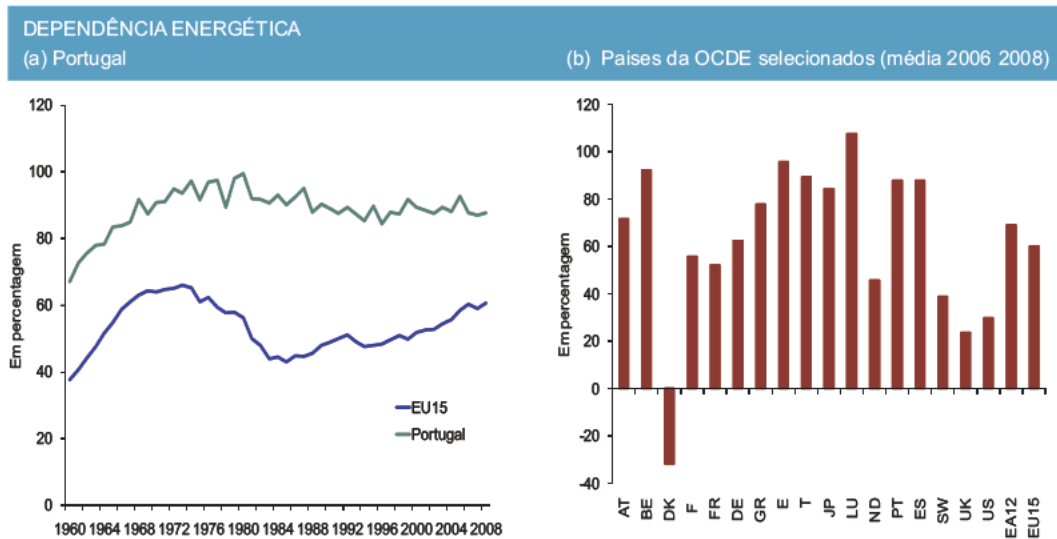 DEPENDÊNCIA ENERGÉTICA
(a) Portugal
(b) Paises da OCDE selecionados (média 2006 2008)
120
100
80
60
40
20
0
Em percentagem
EU15
Portugal
1960 1964 1968 1972 1976 1980 1984 1988 1992 1996 2000 2004 2008
120
100
80
60
40
20
0
-20
-40
Em percentagem
AT BE DK F FR DE GR E T JP LU ND PT ES SW UK US EA12 EU15